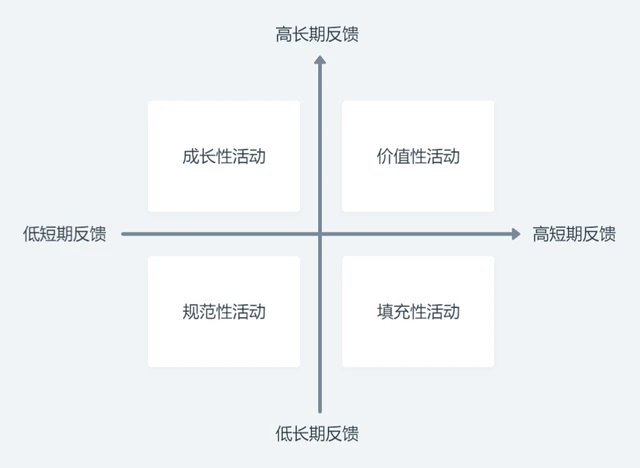 高长期反馈
成长性活动
价值性活动
低短期反馈
高短期反馈
规范性活动
填充性活动
低长期反馈